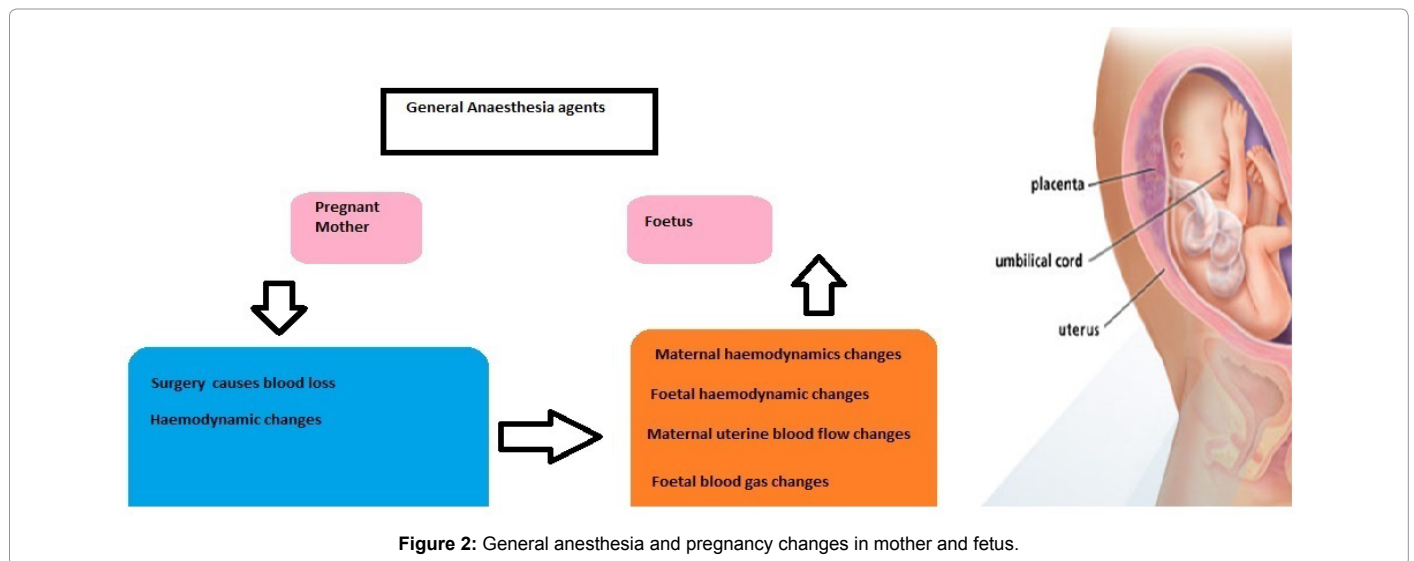 General Anaesthesia agents
Pregnant
Mother
Foetus
Surgery causes blood loss
Haemodynamic changes
Maternal haemodynamics changes
Foetal haemodynamic changes
Maternal uterine blood flow changes
Foetal blood gas changes
placenta
umbilical cord
uterus
Figure 2: General anesthesia and pregnancy changes in mother and fetus.